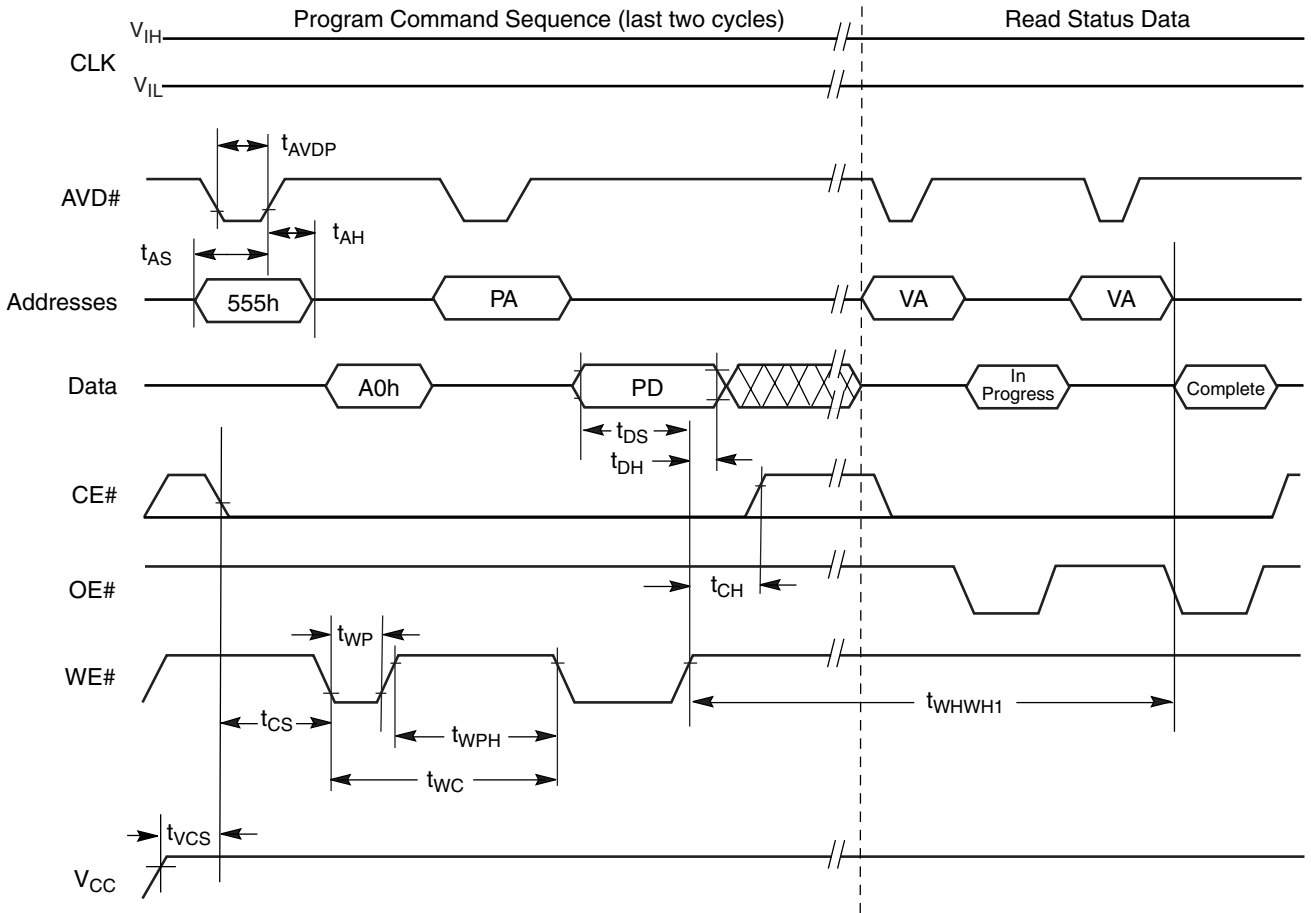 Program Command Sequence (last two cycles) Read Status Data
VIH
CLK
VIL
tAVDP
AVD#
tAS tAH
Addresses 555h PA VA VA
Data A0h PD In Progress Complete
tDS
tDH
CE#
OE# tCH
tWP
WE#
tCS tWHWH1
tWPH
tWC
tVCS
VCC